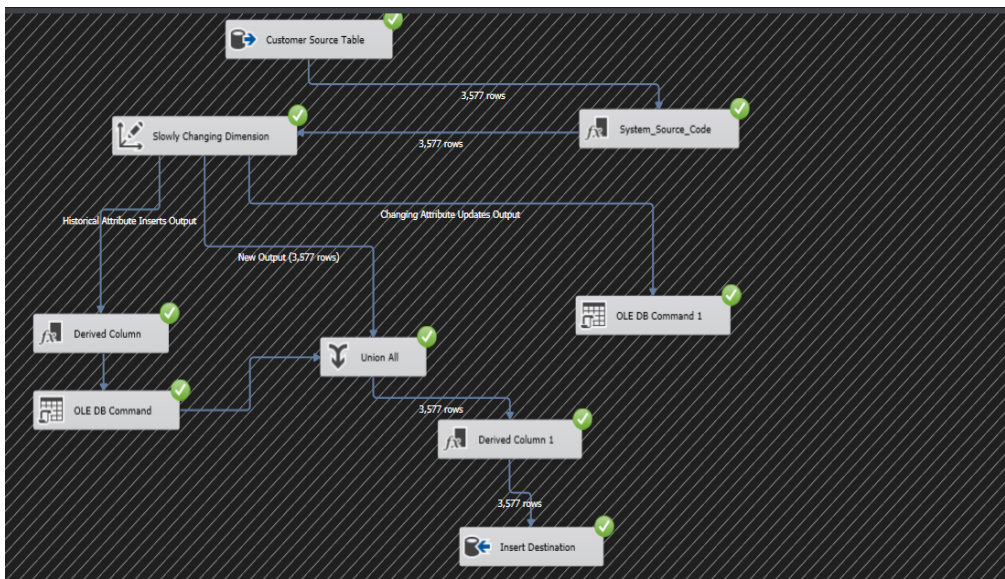 Customer Source Table
3,577 rows
System_Source_Code
Slowly Changing Dimension
3,577 rows
Historical Attribute Inserts Output
Changing Attribute Updates Output
New Output (3,577 rows)
OLE DB Command 1
Derived Column
Union All
OLE DB Command
3,577 rows
Derived Column 1
3,577 rows
Insert Destination